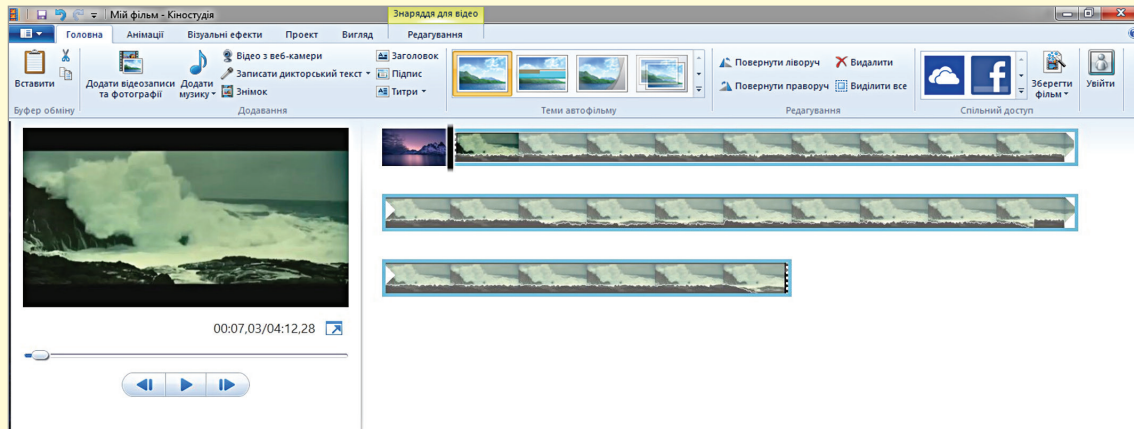 Мій фільм - Кіностудія
Знаряддя для відео
Головна Анімації Візуальні ефекти Проект Вигляд Редагування
Вставити
Буфер обміну
Додати відеозаписи
та фотографії
Додати
музику
Відео з веб-камери
Записати дикторський текст
Знімок
Заголовок
Підпис
Титри
Додавання
Теми автофільму
Повернути ліворуч
Повернути праворуч
Видалити
Виділити все
Редагування
Спільний доступ
Зберегти
фільм
Увійти
00:07,03/04:12,28